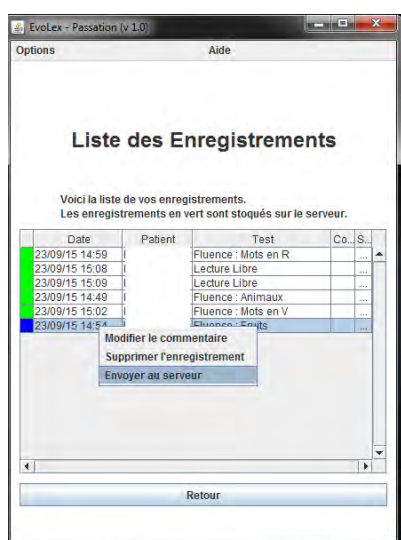 EvoLex - Passation (v 1.0)
Options Aide
Liste des Enregistrements
Voici la liste de vos enregistrements.
Les enregistrements en vert sont stoqués sur le serveur.
Date Patient Test Co... S...
23/09/15 14:59 Fluence : Mots en R ...
23/09/15 15:08 Lecture Libre ...
23/09/15 15:09 Lecture Libre ...
23/09/15 14:49 Fluence : Animaux ...
23/09/15 15:02 Fluence : Mots en V ...
23/09/15 14:54 Fluence : Fruits ...
Modifier le commentaire
Supprimer l'enregistrement
Envoyer au serveur
Retour